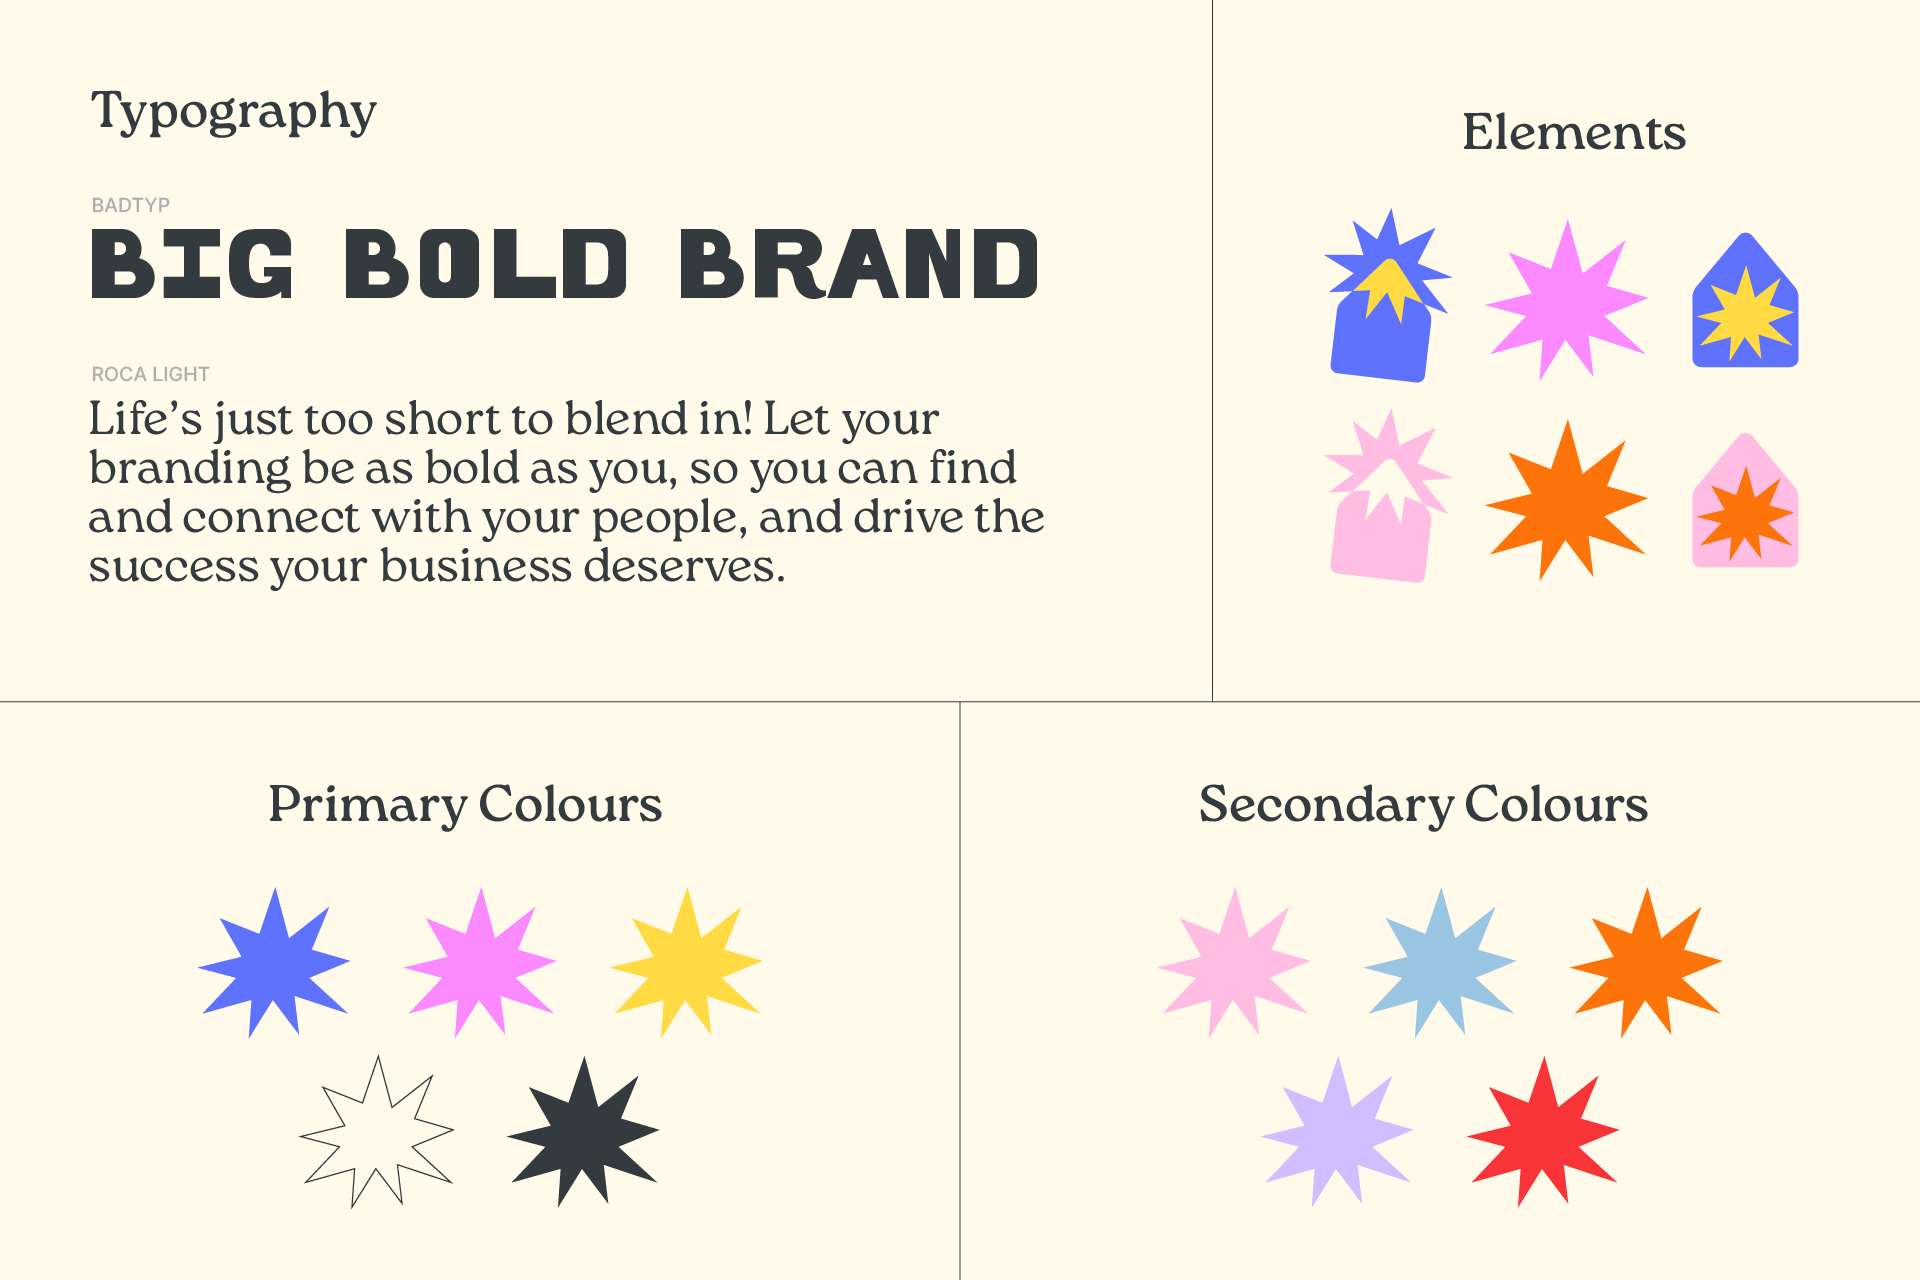 Typography
BADTYP
BIG BOLD BRAND
ROCA LIGHT
Life’s just too short to blend in! Let your
branding be as bold as you, so you can find
and connect with your people, and drive the
success your business deserves.
Elements
Primary Colours
Secondary Colours